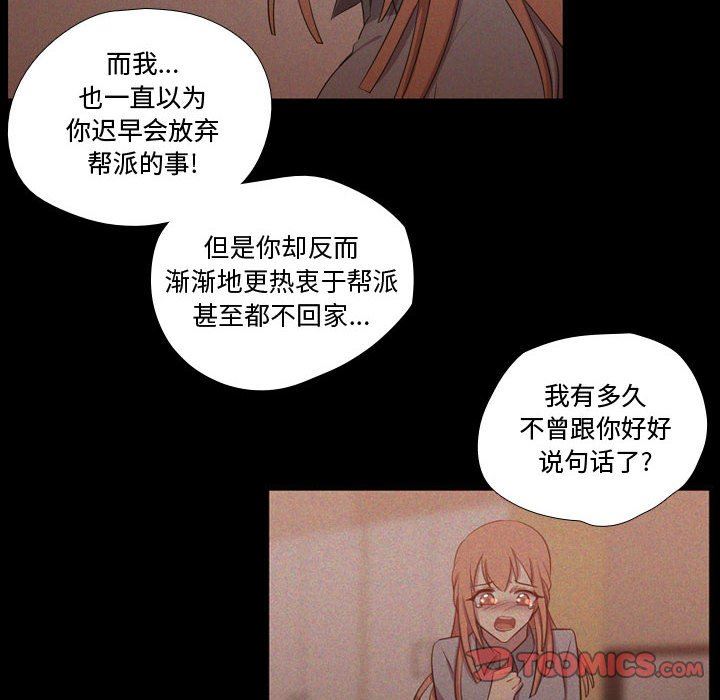 而我...
也一直以为
你迟早会放弃
帮派的事!
但是你却反而
渐渐地更热衷于帮派
甚至都不回家...
我有多久
不曾跟你好好
说句话了?
TOOMICS.COM